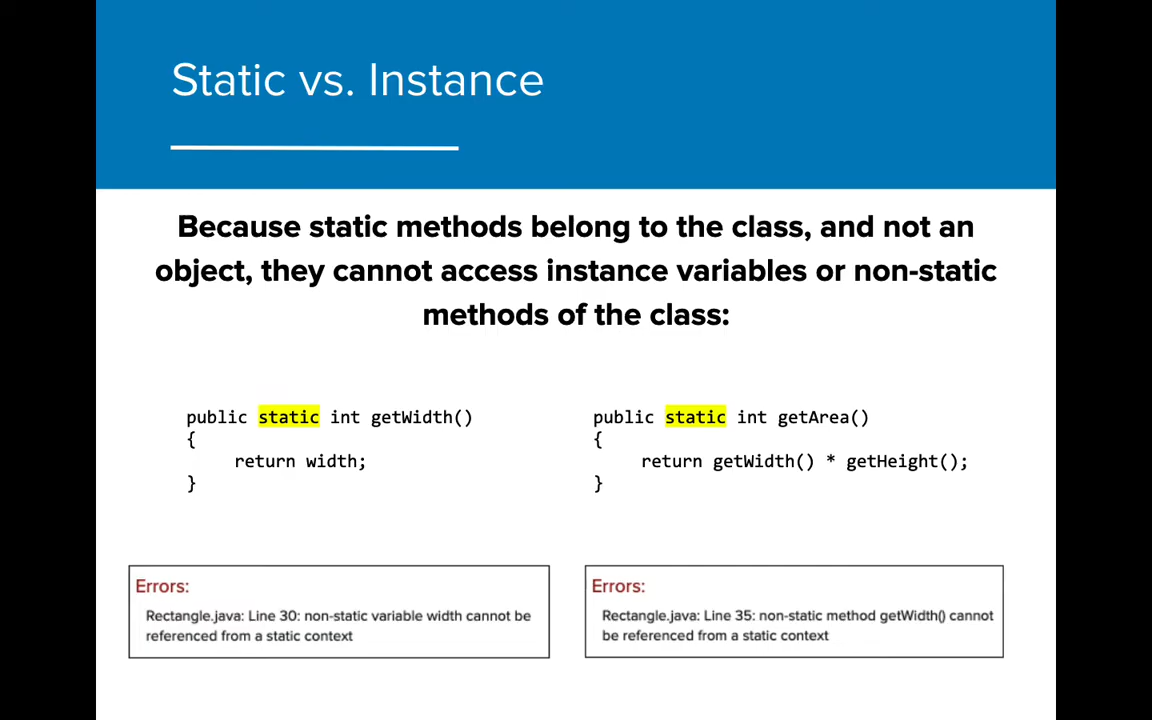 Static vs. Instance
Because static methods belong to the class, and not an
object, they cannot access instance variables or non-static
methods of the class:
public static int getWidth()
{
return width;
}
public static int getArea()
{
return getWidth() * getHeight();
}
Errors:
Rectangle.java: Line 30: non-static variable width cannot be
referenced from a static context
Errors:
Rectangle.java: Line 35: non-static method getWidth() cannot
be referenced from a static context